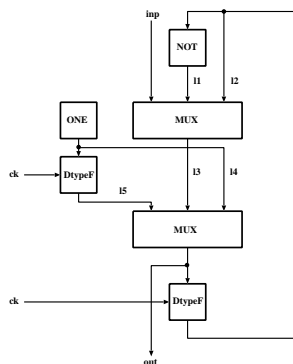 inp
NOT
l1
l2
ONE
MUX
ck
DtypeF
l5
l3
l4
MUX
ck
DtypeF
out